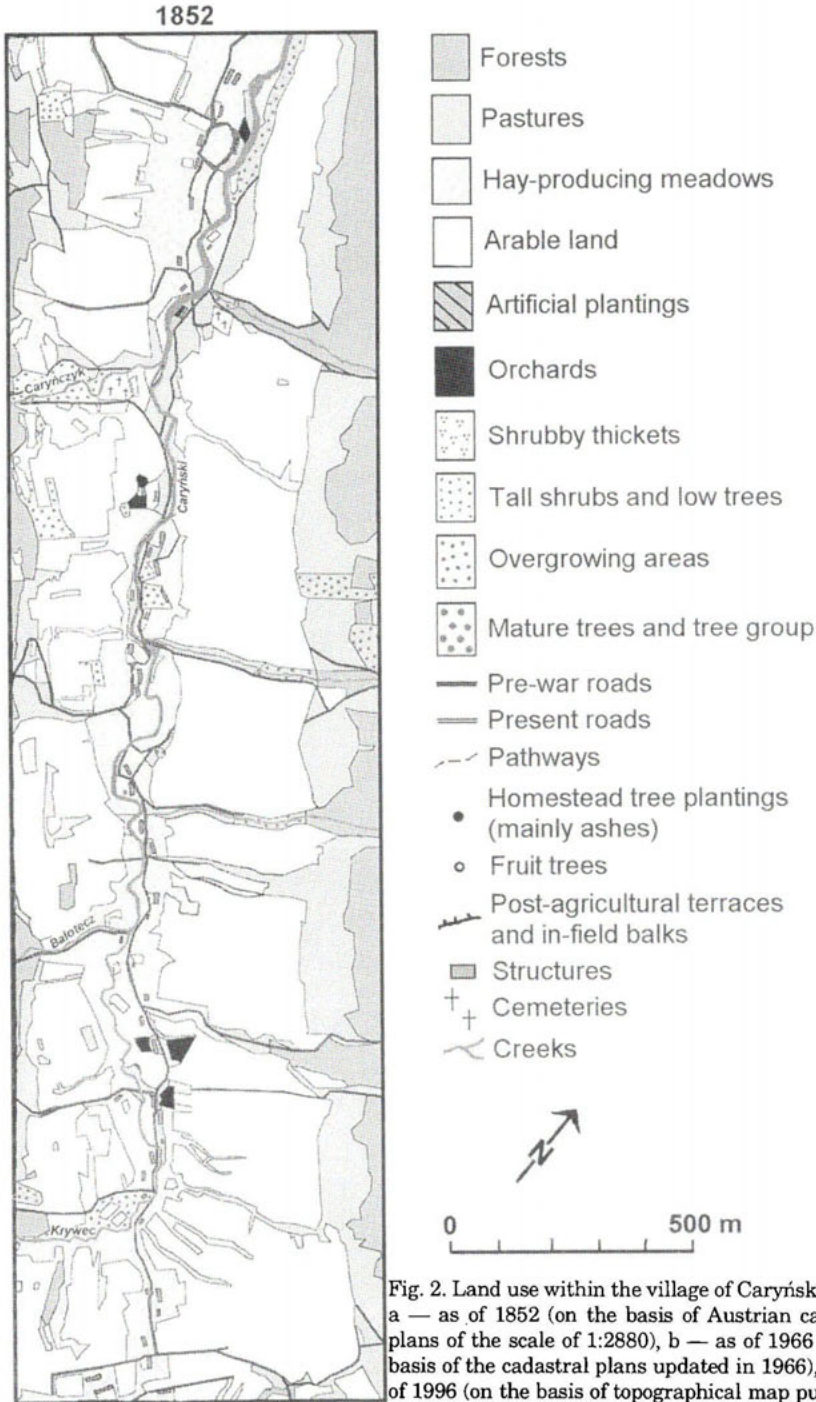 1852
Caryńczyk
Caryński
Balotecz
Krywec
Forests
Pastures
Hay-producing meadows
Arable land
Artificial plantings
Orchards
Shrubby thickets
Tall shrubs and low trees
Overgrowing areas
Mature trees and tree group
Pre-war roads
Present roads
Pathways
Homestead tree plantings
(mainly ashes)
Fruit trees
Post-agricultural terraces
and in-field balks
Structures
Cemeteries
Creeks
N
0 500 m
Fig. 2. Land use within the village of Caryńsk
a — as of 1852 (on the basis of Austrian ca
plans of the scale of 1:2880), b — as of 1966
basis of the cadastral plans updated in 1966),
of 1996 (on the basis of topographical map pu